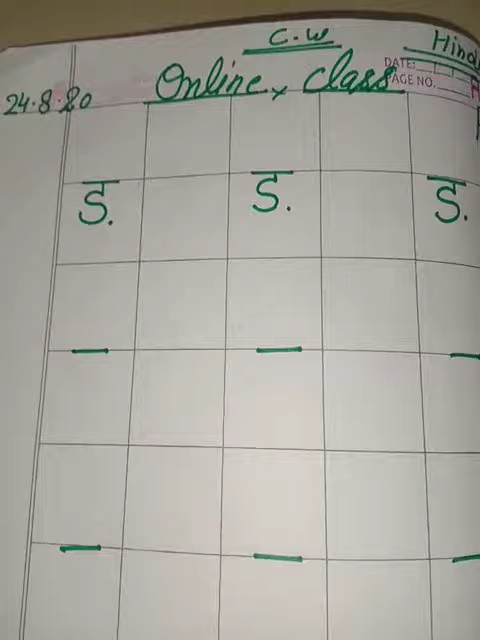 C.W
Hind
Online class
DATE:
PAGE NO.
24.8.20
ङ ङ ङ